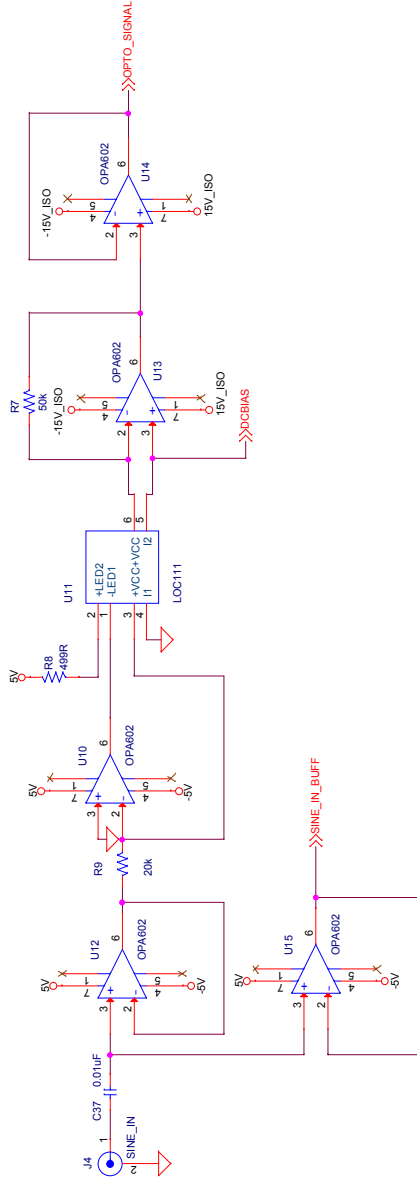 J4
1
2
SINE_IN
C37
0.01uF
3
2
5V
7
1
4
5
-5V
6
U12
OPA602
R9
20k
3
2
5V
7
1
4
5
-5V
6
U10
OPA602
5V
R8
499R
U11
2
1
3
4
+LED2
-LED1
+VCC+VCC
I1
I2
6
5
LOC111
R7
50k
2
3
-15V_ISO
4
5
7
1
15V_ISO
6
OPA602
U13
DCBIAS
2
3
-15V_ISO
4
5
7
1
15V_ISO
6
OPA602
U14
OPTO_SIGNAL
3
2
5V
7
1
4
5
-5V
6
U15
OPA602
SINE_IN_BUFF